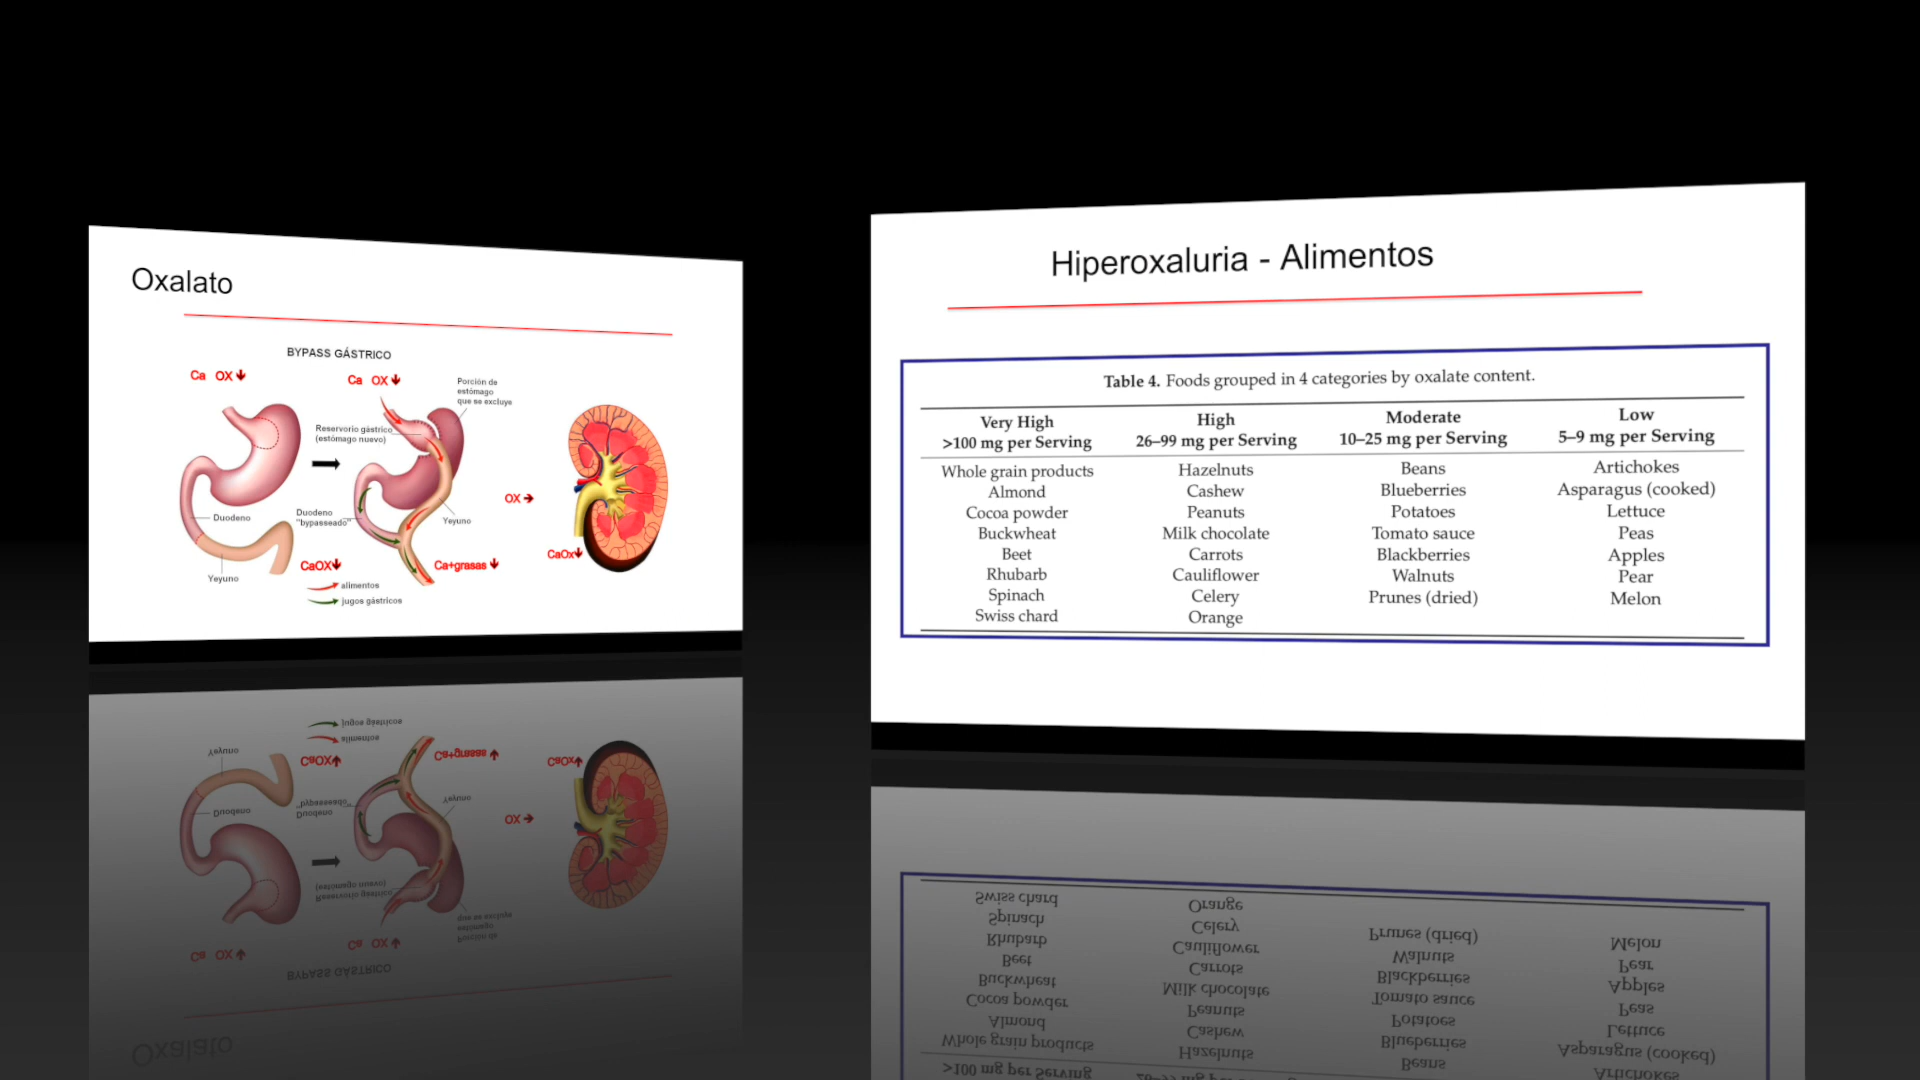 Oxalato
BYPASS GÁSTRICO
Ca OX
Ca OX
Porción de
estómago
que se excluye
Reservorio gástrico
(estómago nuevo)
OX
Duodeno
Duodeno
"bypasseado"
Yeyuno
CaOx
CaOX
Ca+grasas
Yeyuno
alimentos
jugos gástricos
Hiperoxaluria - Alimentos
Table 4. Foods grouped in 4 categories by oxalate content.
Very High High Moderate Low
>100 mg per Serving 26–99 mg per Serving 10–25 mg per Serving 5–9 mg per Serving
Whole grain products Hazelnuts Beans Artichokes
Almond Cashew Blueberries Asparagus (cooked)
Cocoa powder Peanuts Potatoes Lettuce
Buckwheat Milk chocolate Tomato sauce Peas
Beet Carrots Blackberries Apples
Rhubarb Cauliflower Walnuts Pear
Spinach Celery Prunes (dried) Melon
Swiss chard Orange